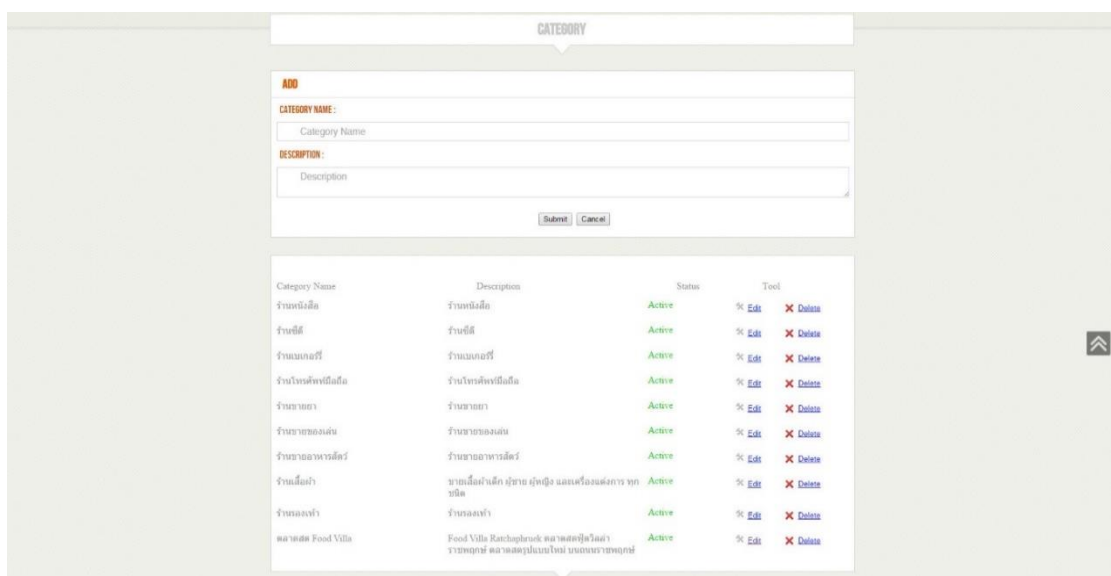 CATEGORY
ADD
CATEGORY NAME :
Category Name
DESCRIPTION :
Description
Submit Cancel
Category Name Description Status Tool
ร้านหนังสือ ร้านหนังสือ Active Edit Delete
ร้านซีดี ร้านซีดี Active Edit Delete
ร้านเบเกอรี่ ร้านเบเกอรี่ Active Edit Delete
ร้านโทรศัพท์มือถือ ร้านโทรศัพท์มือถือ Active Edit Delete
ร้านขายยา ร้านขายยา Active Edit Delete
ร้านขายของเล่น ร้านขายของเล่น Active Edit Delete
ร้านขายอาหารสัตว์ ร้านขายอาหารสัตว์ Active Edit Delete
ร้านเสื้อผ้า ขายเสื้อผ้าเด็ก ผู้ชาย ผู้หญิง และเครื่องแต่งการ ทุก Active Edit Delete
ชนิด
ร้านรองเท้า ร้านรองเท้า Active Edit Delete
ตลาดสด Food Villa Food Villa Ratchaphruek ตลาดสดฟู้ดวิลล่า Active Edit Delete
ราชพฤกษ์ ตลาดสดรูปแบบใหม่ บนถนนราชพฤกษ์